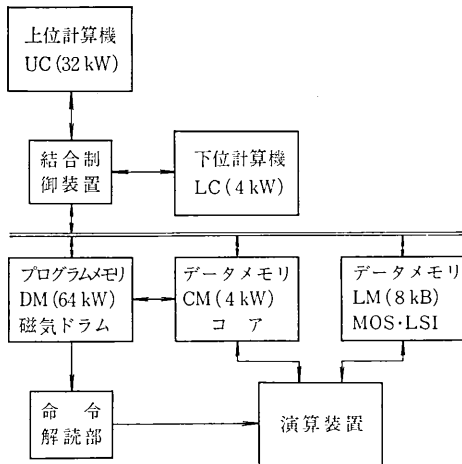 上位計算機
UC(32 kW)
結合制
御装置
下位計算機
LC(4 kW)
プログラムメモリ
DM(64 kW)
磁気ドラム
データメモリ
CM(4 kW)
コア
データメモリ
LM(8 kB)
MOS·LSI
命令
解読部
演算装置